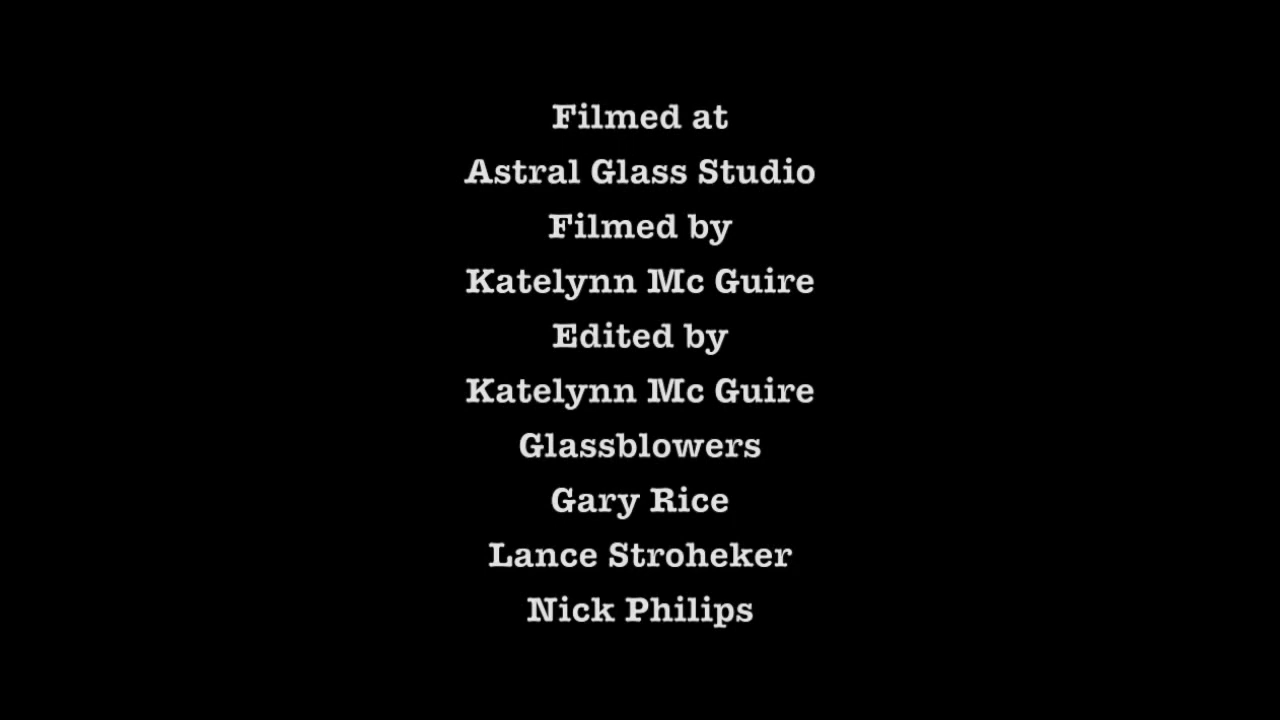 Filmed at
Astral Glass Studio
Filmed by
Katelynn Mc Guire
Edited by
Katelynn Mc Guire
Glassblowers
Gary Rice
Lance Stroheker
Nick Philips